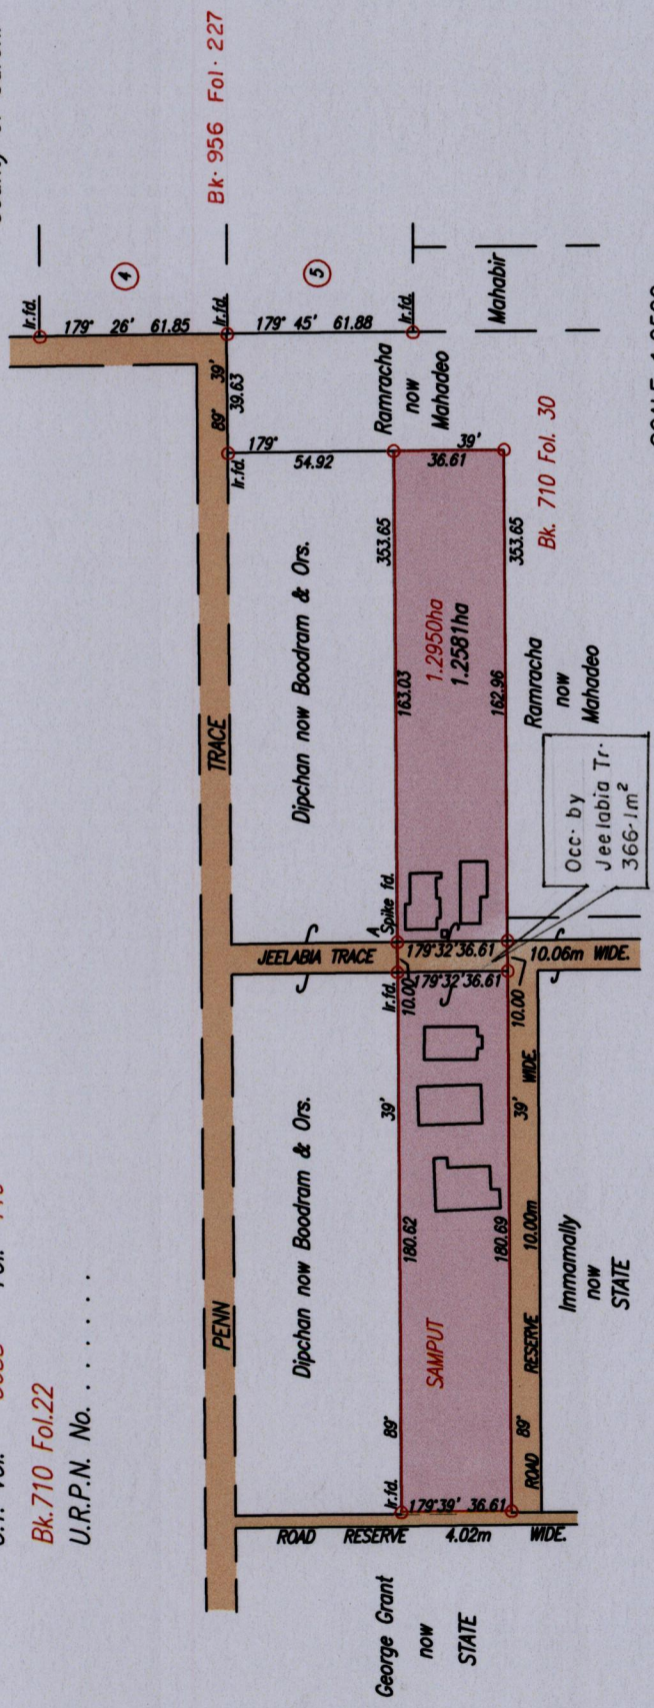 Bk.710 Fol.22
U.R.P.N. No. . . . . . . .
Bk. 956 Fol. 227
Ir.fd.
179° 26' 61.85
4
Ir.fd.
179° 45' 61.88
5
Ir.fd.
Mahabir
89° 39'
39.63
Ir.fd.
179°
54.92
Ramracha
now
Mahadeo
39'
36.61
PENN TRACE
Dipchan now Boodram & Ors.
Dipchan now Boodram & Ors.
JEELABIA TRACE
10.06m WIDE.
353.65
163.03
1.2950ha
1.2581ha
162.96
353.65
Bk. 710 Fol. 30
Ramracha
now
Mahadeo
A
Spike fd.
179°32'36.61
Ir.fd.
10.00
179°32'36.61
10.00
Occ. by
Jeelabia Tr.
366.1m²
89° 180.62 39'
SAMPUT
180.69
89° 39'
Ir.fd.
179°39' 36.61
ROAD RESERVE 10.00m WIDE
ROAD RESERVE 4.02m WIDE.
George Grant
now
STATE
Immamally
now
STATE